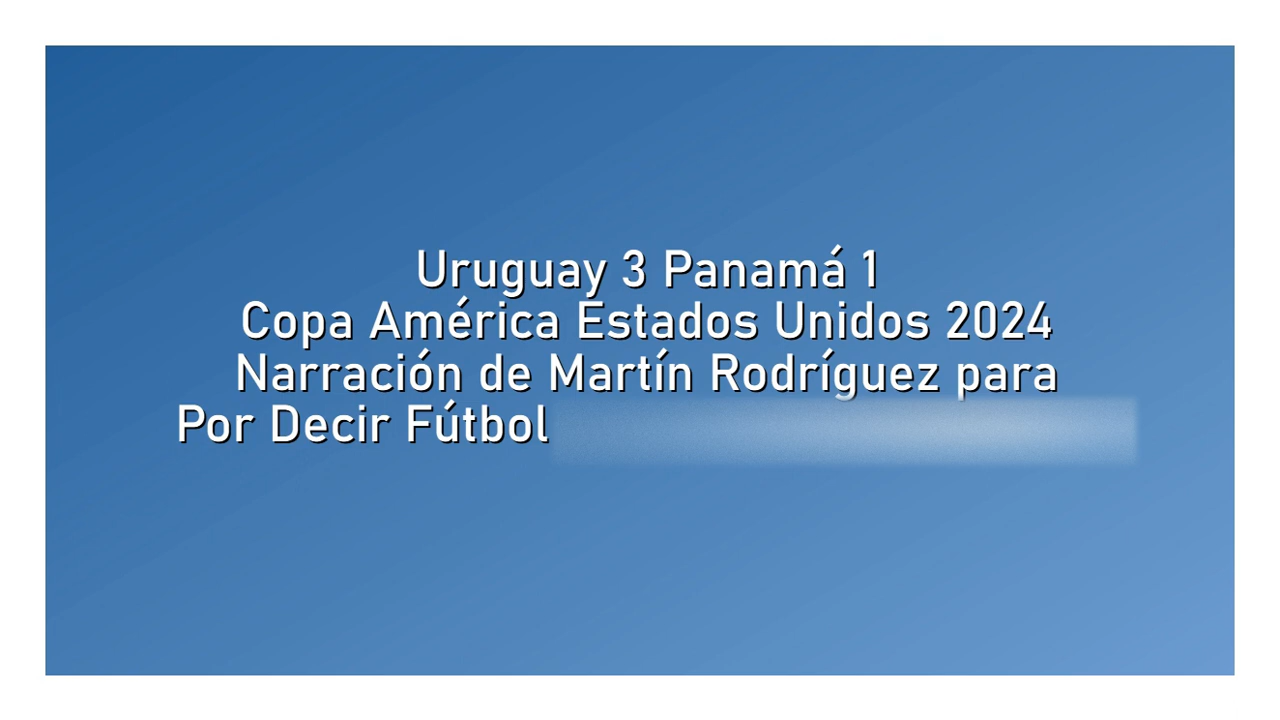 Uruguay 3 Panamá 1
Copa América Estados Unidos 2024
Narración de Martín Rodríguez para
Por Decir Fútbol